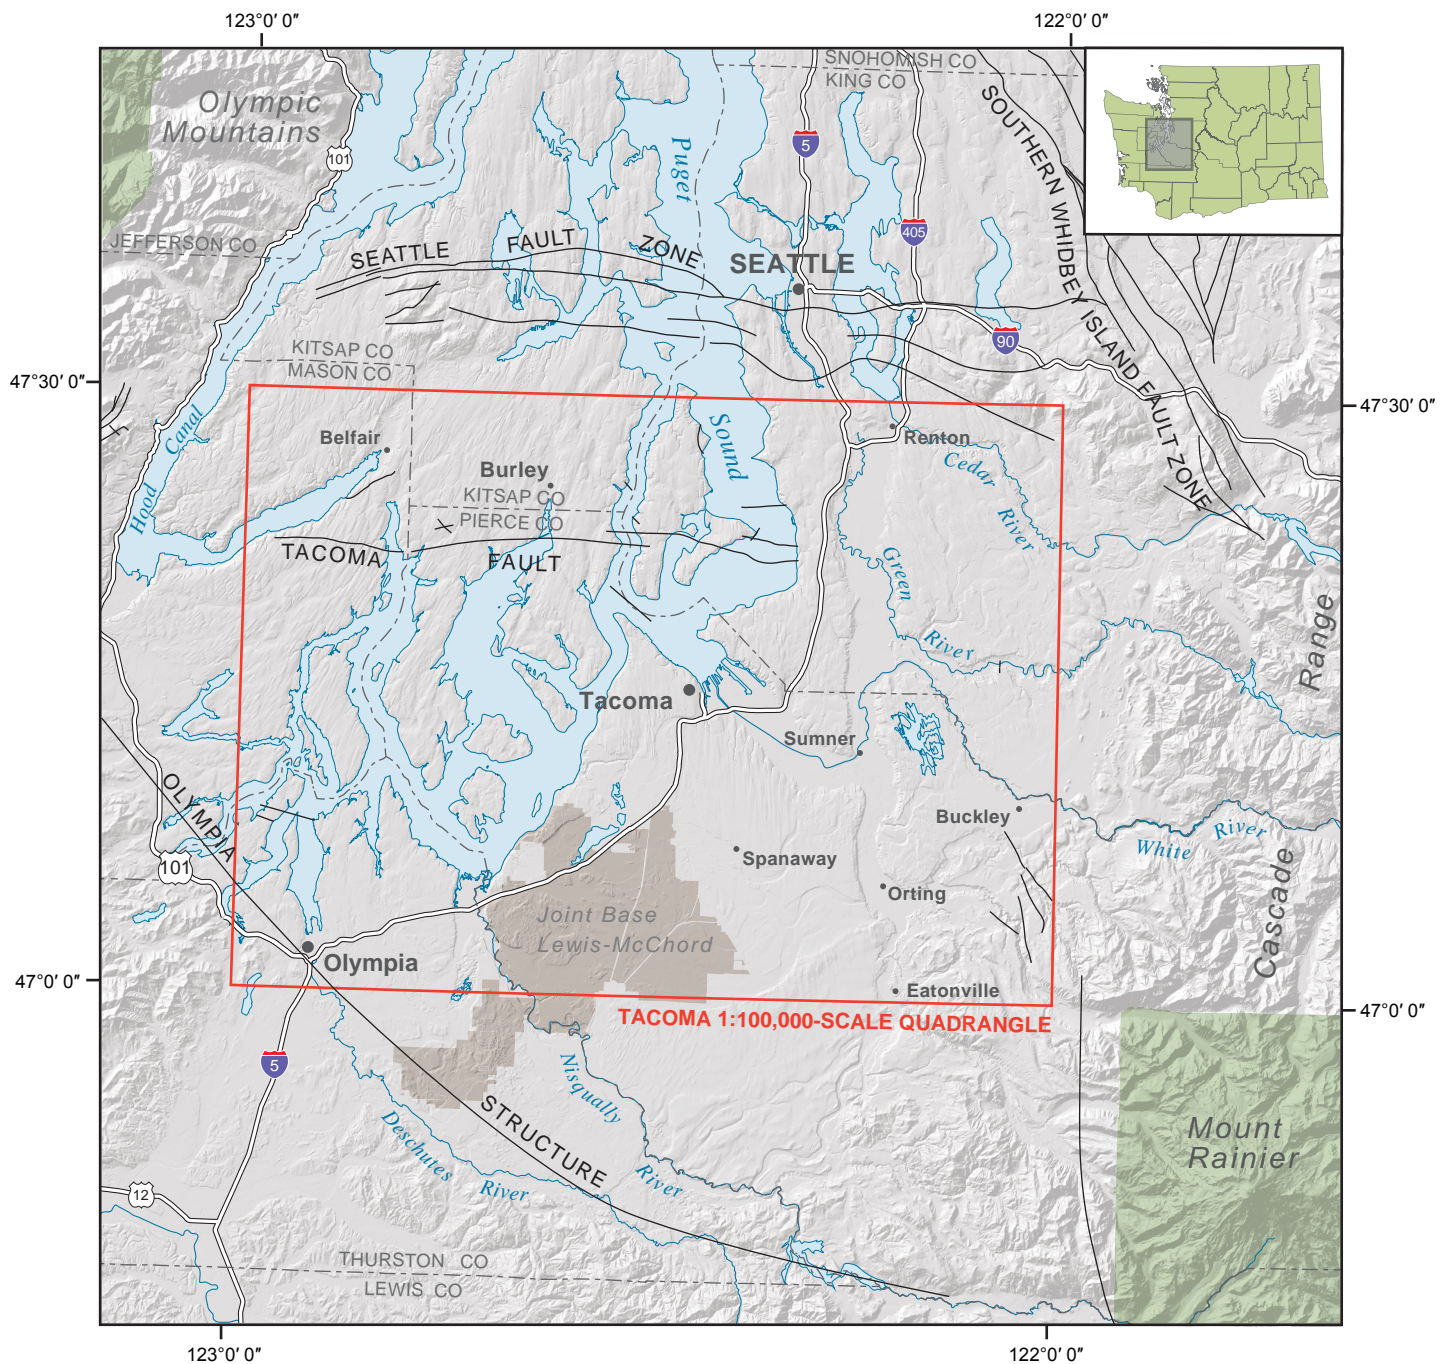 123°0' 0"
122°0' 0"
SNOHOMISH CO
KING CO
Olympic
Mountains
101
5
Puget
SOUTHERN WHIDBEY ISLAND FAULT ZONE
405
JEFFERSON CO
SEATTLE FAULT ZONE
SEATTLE
90
KITSAP CO
MASON CO
47°30' 0"
47°30' 0"
Hood Canal
Belfair
Sound
Renton
Burley
Cedar River
KITSAP CO
PIERCE CO
TACOMA FAULT
Green River
Range
Tacoma
Sumner
OLYMPIA
Buckley
White River
101
Spanaway
Orting
Joint Base
Lewis-McChord
Cascade
Olympia
47°0' 0"
Eatonville
47°0' 0"
TACOMA 1:100,000-SCALE QUADRANGLE
5
Nisqually River
STRUCTURE
Deschutes River
Mount
Rainier
12
THURSTON CO
LEWIS CO
123°0' 0"
122°0' 0"